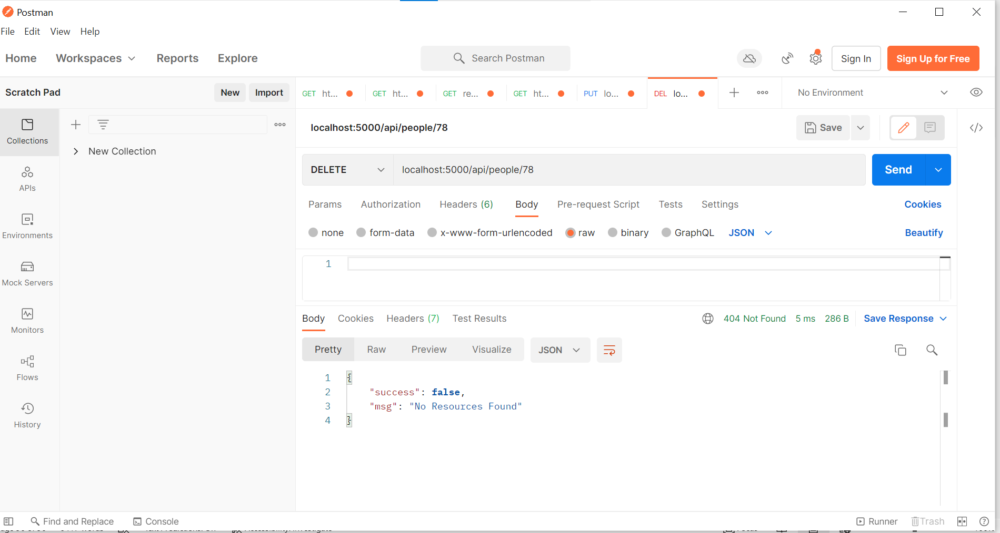 Postman
File Edit View Help
Home Workspaces Reports Explore Search Postman Sign In Sign Up for Free
Scratch Pad New Import GET ht... GET ht... GET re... GET ht... PUT lo... DEL lo... No Environment
Collections
localhost:5000/api/people/78 Save
New Collection
DELETE localhost:5000/api/people/78 Send
APIs
Params Authorization Headers (6) Body Pre-request Script Tests Settings Cookies
Environments
none form-data x-www-form-urlencoded raw binary GraphQL JSON Beautify
1
Mock Servers
Body Cookies Headers (7) Test Results 404 Not Found 5 ms 286 B Save Response
Monitors
Pretty Raw Preview Visualize JSON
Flows
1 {
2 "success": false,
3 "msg": "No Resources Found"
4 }
History
Find and Replace Console Runner Trash